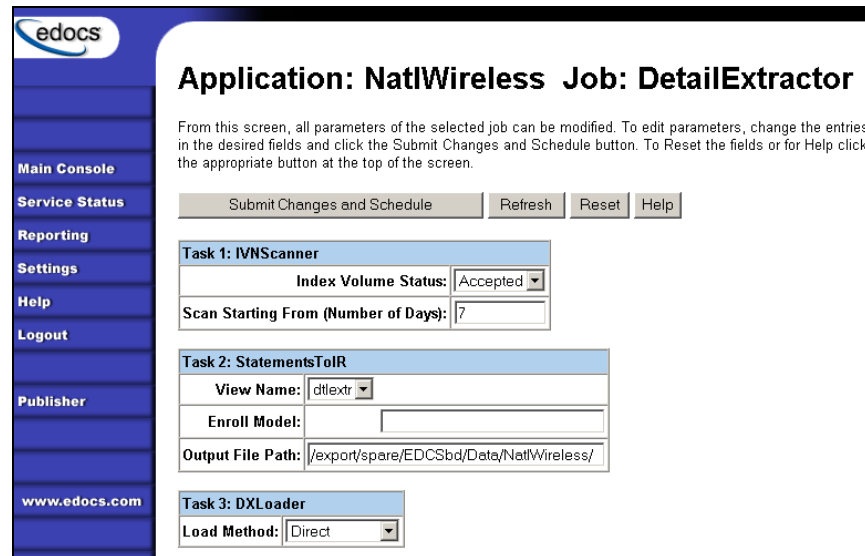 edocs
Application: NatlWireless Job: DetailExtractor
From this screen, all parameters of the selected job can be modified. To edit parameters, change the entries
in the desired fields and click the Submit Changes and Schedule button. To Reset the fields or for Help click
the appropriate button at the top of the screen.
Main Console
Service Status
Reporting
Settings
Help
Logout
Publisher
www.edocs.com
Submit Changes and Schedule Refresh Reset Help
Task 1: IVNScanner
Index Volume Status: Accepted
Scan Starting From (Number of Days): 7
Task 2: StatementsToIR
View Name: dtlextr
Enroll Model:
Output File Path: /export/spare/EDCSbd/Data/NatlWireless/
Task 3: DXLoader
Load Method: Direct